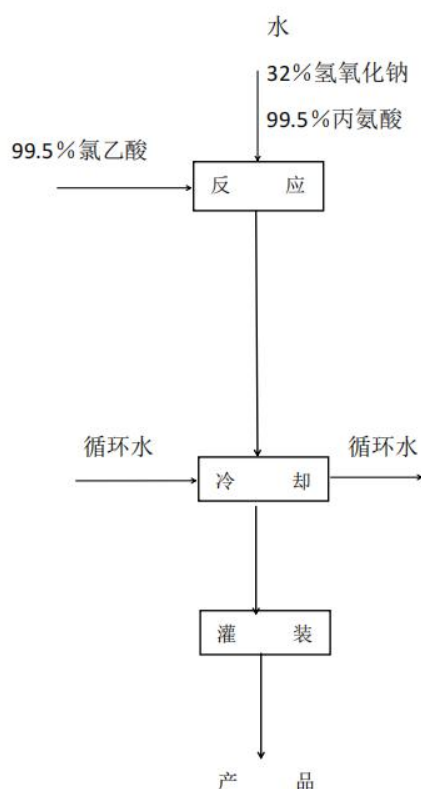 水
32%氢氧化钠
99.5%丙氨酸
99.5%氯乙酸
反 应
循环水
循环水
冷 却
灌 装
产 品